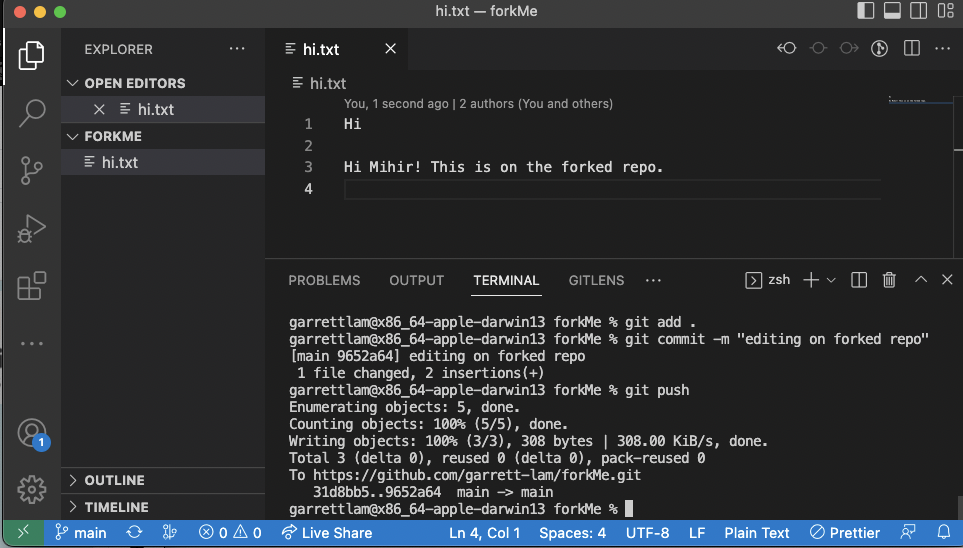 hi.txt — forkMe
EXPLORER
OPEN EDITORS
hi.txt
FORKME
hi.txt
OUTLINE
TIMELINE
hi.txt
hi.txt
You, 1 second ago | 2 authors (You and others)
1 Hi
2
3 Hi Mihir! This is on the forked repo.
4
PROBLEMS OUTPUT TERMINAL GITLENS
zsh
garrettlam@x86_64-apple-darwin13 forkMe % git add .
garrettlam@x86_64-apple-darwin13 forkMe % git commit -m "editing on forked repo"
[main 9652a64] editing on forked repo
1 file changed, 2 insertions(+)
garrettlam@x86_64-apple-darwin13 forkMe % git push
Enumerating objects: 5, done.
Counting objects: 100% (5/5), done.
Writing objects: 100% (3/3), 308 bytes | 308.00 KiB/s, done.
Total 3 (delta 0), reused 0 (delta 0), pack-reused 0
To https://github.com/garrett-lam/forkMe.git
31d8bb5..9652a64 main -> main
garrettlam@x86_64-apple-darwin13 forkMe %
1
main 0 0 Live Share Ln 4, Col 1 Spaces: 4 UTF-8 LF Plain Text Prettier